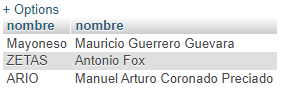 + Options
nombre nombre
Mayoneso Mauricio Guerrero Guevara
ZETAS Antonio Fox
ARIO Manuel Arturo Coronado Preciado